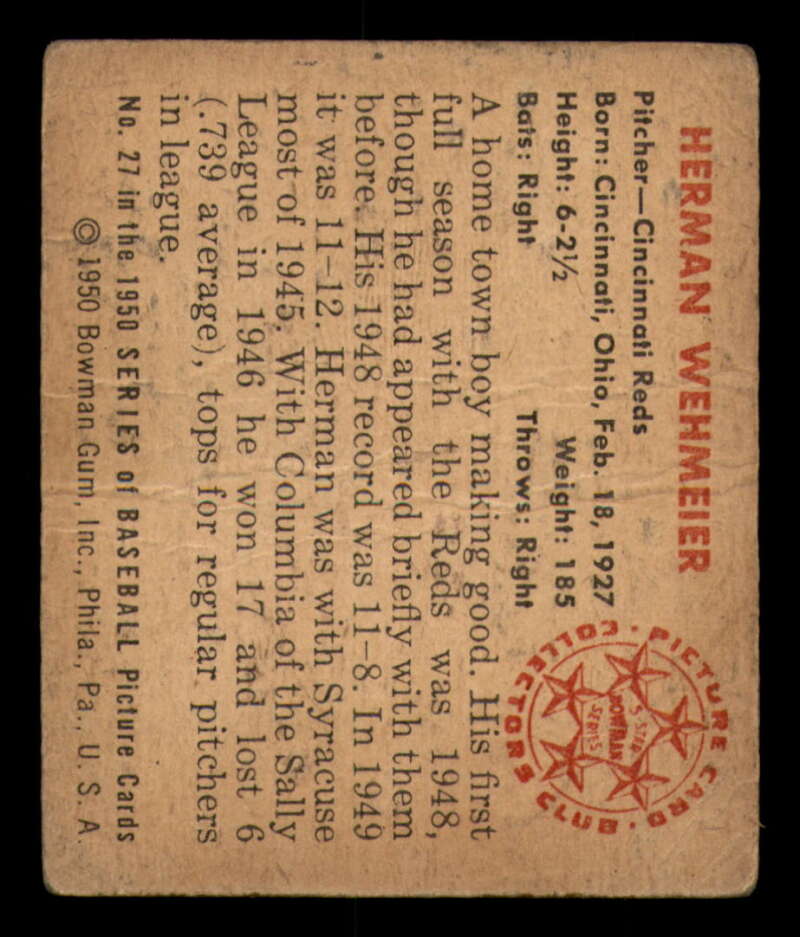 HERMAN WEHMEIER
Pitcher—Cincinnati Reds
Born: Cincinnati, Ohio, Feb. 18, 1927
Height: 6-2½ Weight: 185
Bats: Right Throws: Right
A home town boy making good. His first
full season with the Reds was 1948,
though he had appeared briefly with them
before. His 1948 record was 11-8. In 1949
it was 11-12. Herman was with Syracuse
most of 1945. With Columbia of the Sally
League in 1946 he won 17 and lost 6
(.739 average), tops for regular pitchers
in league.
No. 27 in the 1950 SERIES of BASEBALL Picture Cards
© 1950 Bowman Gum, Inc., Phila., Pa., U. S. A.
PICTURE CARD · COLLECTORS CLUB ·
5-STAR
BOWMAN
SERIES